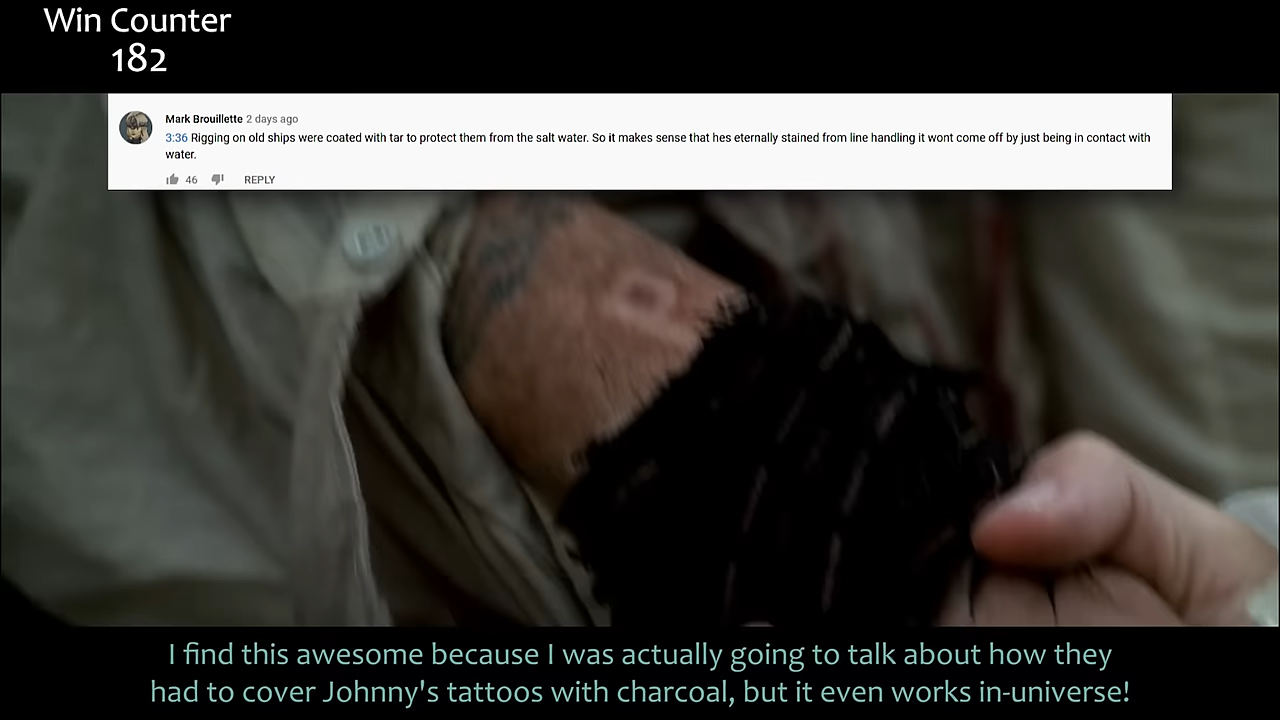 Win Counter
182
Mark Brouillette 2 days ago
3:36 Rigging on old ships were coated with tar to protect them from the salt water. So it makes sense that hes eternally stained from line handling it wont come off by just being in contact with
water.
46 REPLY
P
I find this awesome because I was actually going to talk about how they
had to cover Johnny's tattoos with charcoal, but it even works in-universe!